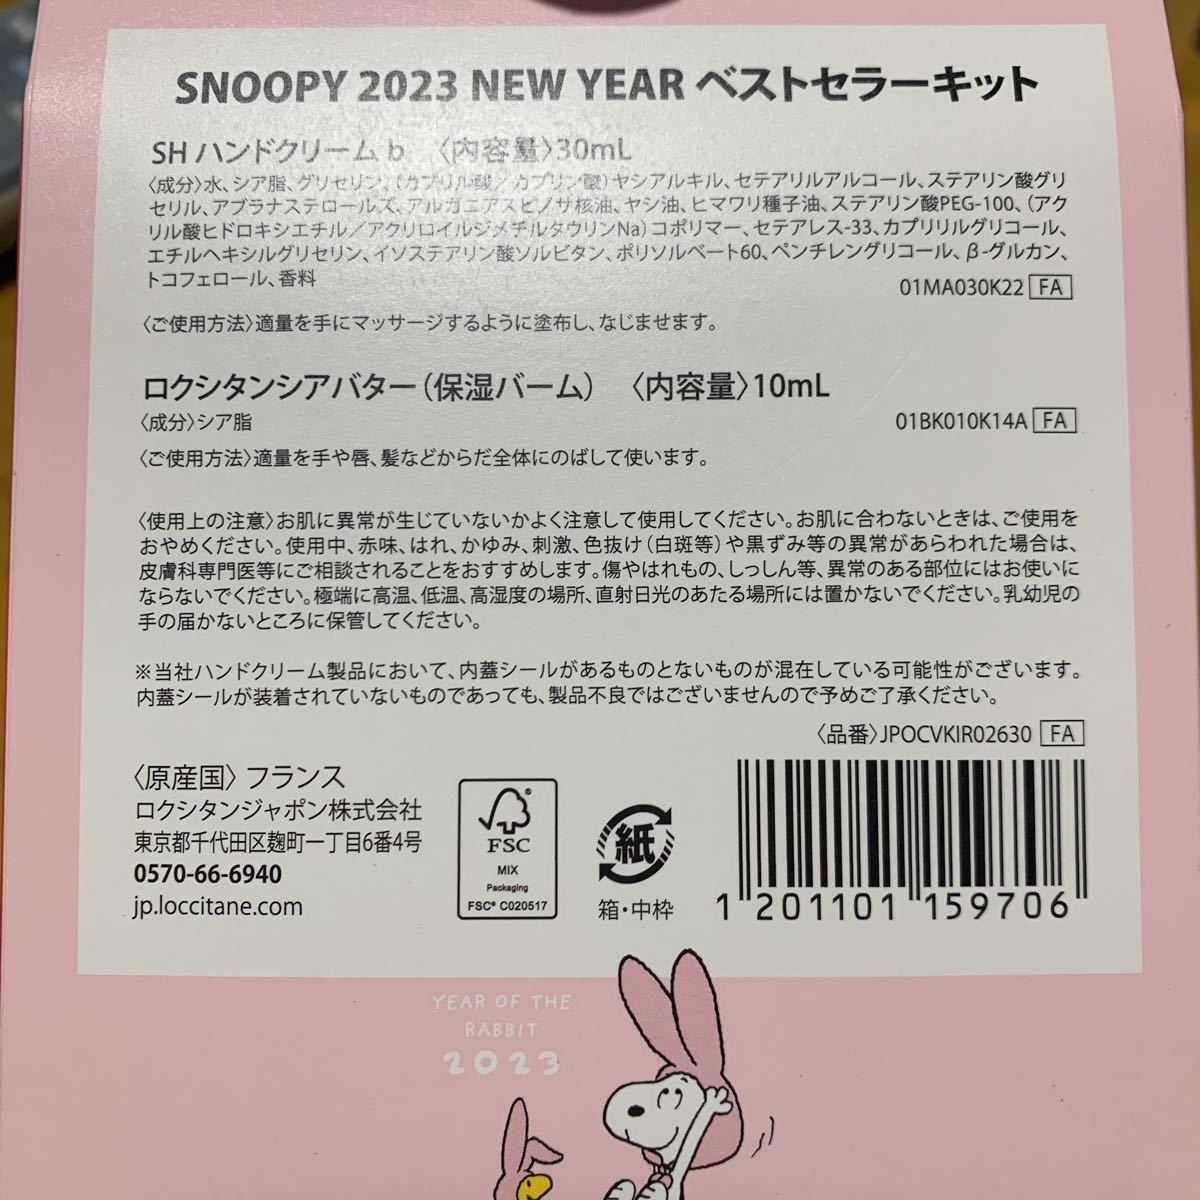 SNOOPY 2023 NEW YEAR ベストセラーキット
SH ハンドクリーム b 〈内容量〉30mL
〈成分〉水、シア脂、グリセリン、(カプリル酸／カプリン酸)ヤシアルキル、セテアリルアルコール、ステアリン酸グリ
セリル、アブラナステロールズ、アルガニアスピノサ核油、ヤシ油、ヒマワリ種子油、ステアリン酸PEG-100、(アク
リル酸ヒドロキシエチル／アクリロイルジメチルタウリンNa)コポリマー、セテアレス-33、カプリリルグリコール、
エチルヘキシルグリセリン、イソステアリン酸ソルビタン、ポリソルベート60、ペンチレングリコール、β-グルカン、
トコフェロール、香料
01MA030K22 FA
〈ご使用方法〉適量を手にマッサージするように塗布し、なじませます。
ロクシタンシアバター(保湿バーム) 〈内容量〉10mL
〈成分〉シア脂
01BK010K14A FA
〈ご使用方法〉適量を手や唇、髪などからだ全体にのばして使います。
〈使用上の注意〉お肌に異常が生じていないかよく注意して使用してください。お肌に合わないときは、ご使用を
おやめください。使用中、赤味、はれ、かゆみ、刺激、色抜け(白斑等)や黒ずみ等の異常があらわれた場合は、
皮膚科専門医等にご相談されることをおすすめします。傷やはれもの、しっしん等、異常のある部位にはお使いに
ならないでください。極端に高温、低温、高湿度の場所、直射日光のあたる場所には置かないでください。乳幼児の
手の届かないところに保管してください。
※当社ハンドクリーム製品において、内蓋シールがあるものとないものが混在している可能性がございます。
内蓋シールが装着されていないものであっても、製品不良ではございませんので予めご了承ください。
〈品番〉JPOCVKIR02630 FA
〈原産国〉フランス
ロクシタンジャポン株式会社
東京都千代田区麹町一丁目6番4号
0570-66-6940
jp.loccitane.com
FSC
MIX
Packaging
FSC® C020517
紙
箱・中枠
1 201101 159706
YEAR OF THE
RABBIT
2023